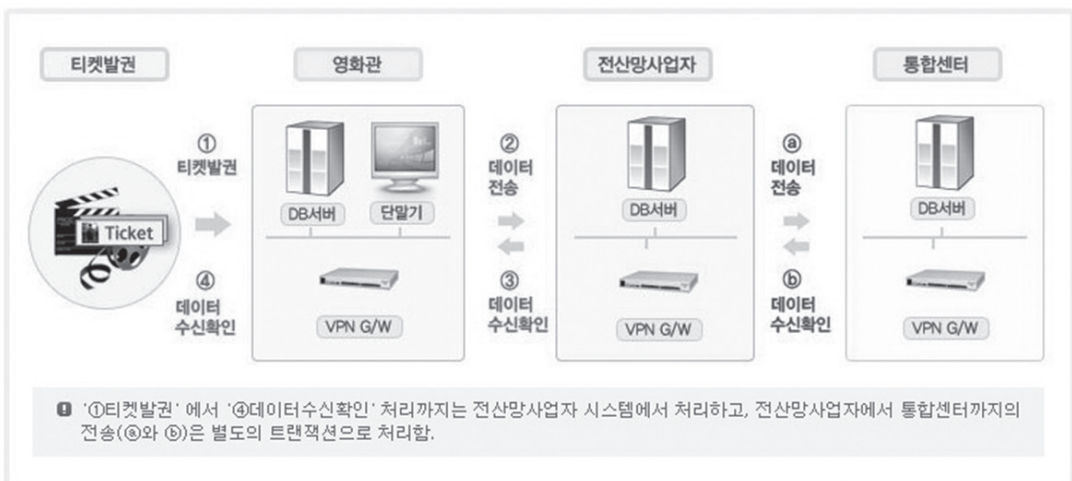 티켓발권
영화관
전산망사업자
통합센터
①
티켓발권
②
데이터
전송
ⓐ
데이터
전송
Ticket
DB서버
단말기
DB서버
DB서버
④
데이터
수신확인
③
데이터
수신확인
ⓑ
데이터
수신확인
VPN G/W
VPN G/W
VPN G/W
'①티켓발권' 에서 '④데이터수신확인' 처리까지는 전산망사업자 시스템에서 처리하고, 전산망사업자에서 통합센터까지의
전송(ⓐ와 ⓑ)은 별도의 트랜잭션으로 처리함.